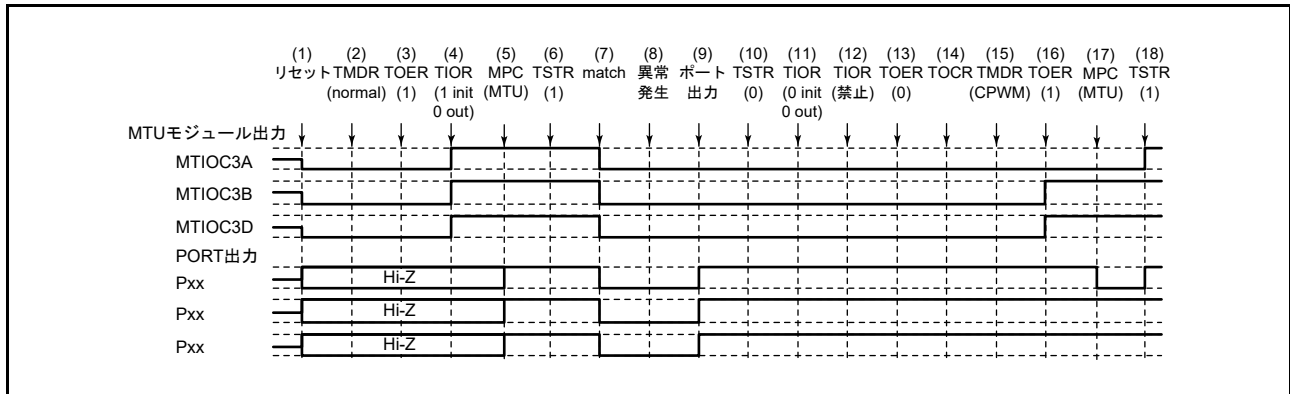 (1) (2) (3) (4) (5) (6) (7) (8) (9) (10) (11) (12) (13) (14) (15) (16) (17) (18)
リセット TMDR TOER TIOR MPC TSTR match 異常 ポート TSTR TIOR TIOR TOER TOCR TMDR TOER MPC TSTR
(normal) (1) (1 init (MTU) (1) 発生 出力 (0) (0 init (禁止) (0) (CPWM) (1) (MTU) (1)
0 out) 0 out)
MTUモジュール出力
MTIOC3A
MTIOC3B
MTIOC3D
PORT出力
Pxx Hi-Z
Pxx Hi-Z
Pxx Hi-Z